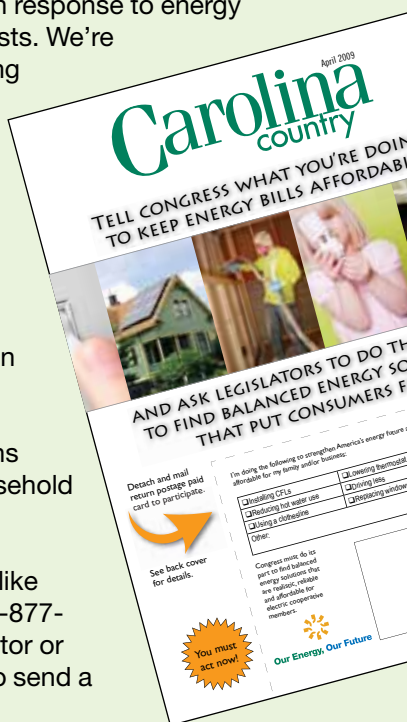 n response to energy
sts. We're
ng
n
ns
sehold
like
-877-
tor or
o send a
April 2009
Carolina
country
TELL CONGRESS WHAT YOU'RE DOIN
TO KEEP ENERGY BILLS AFFORDABL
AND ASK LEGISLATORS TO DO TH
TO FIND BALANCED ENERGY SO
THAT PUT CONSUMERS F
Detach and mail
return postage paid
card to participate.
See back cover
for details.
You must
act now!
I'm doing the following to strengthen America's energy future
affordable for my family and/or business:
❑Installing CFLs
❑Reducing hot water use
❑Using a clothesline
Other:
❑Lowering thermostat
❑Driving less
❑Replacing window
Congress must do its
part to find balanced
energy solutions that
are realistic, reliable
and affordable for
electric cooperative
members.
Our Energy, Our Future